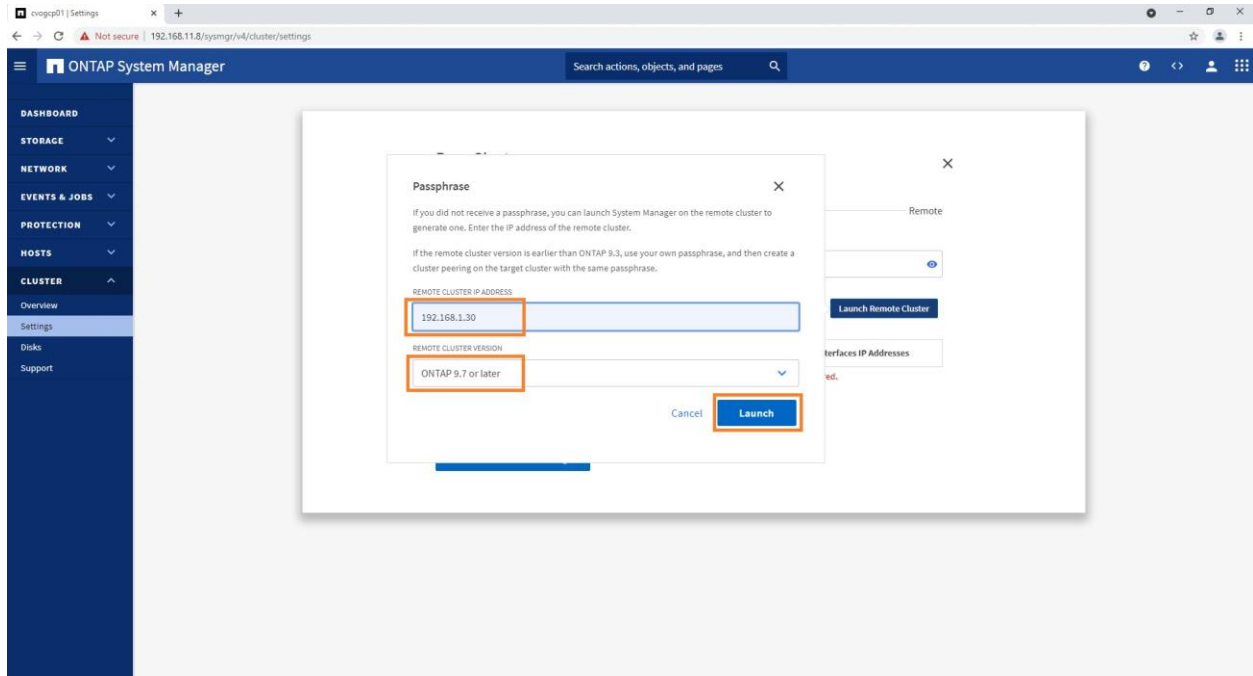 cvogcp01 | Settings
Not secure | 192.168.11.8/sysmgr/v4/cluster/settings
ONTAP System Manager
Search actions, objects, and pages
DASHBOARD
STORAGE
NETWORK
EVENTS & JOBS
PROTECTION
HOSTS
CLUSTER
Overview
Settings
Disks
Support
Passphrase
If you did not receive a passphrase, you can launch System Manager on the remote cluster to
generate one. Enter the IP address of the remote cluster.
If the remote cluster version is earlier than ONTAP 9.3, use your own passphrase, and then create a
cluster peering on the target cluster with the same passphrase.
REMOTE CLUSTER IP ADDRESS
192.168.1.30
REMOTE CLUSTER VERSION
ONTAP 9.7 or later
Cancel
Launch
Remote
Launch Remote Cluster
terfaces IP Addresses
red.